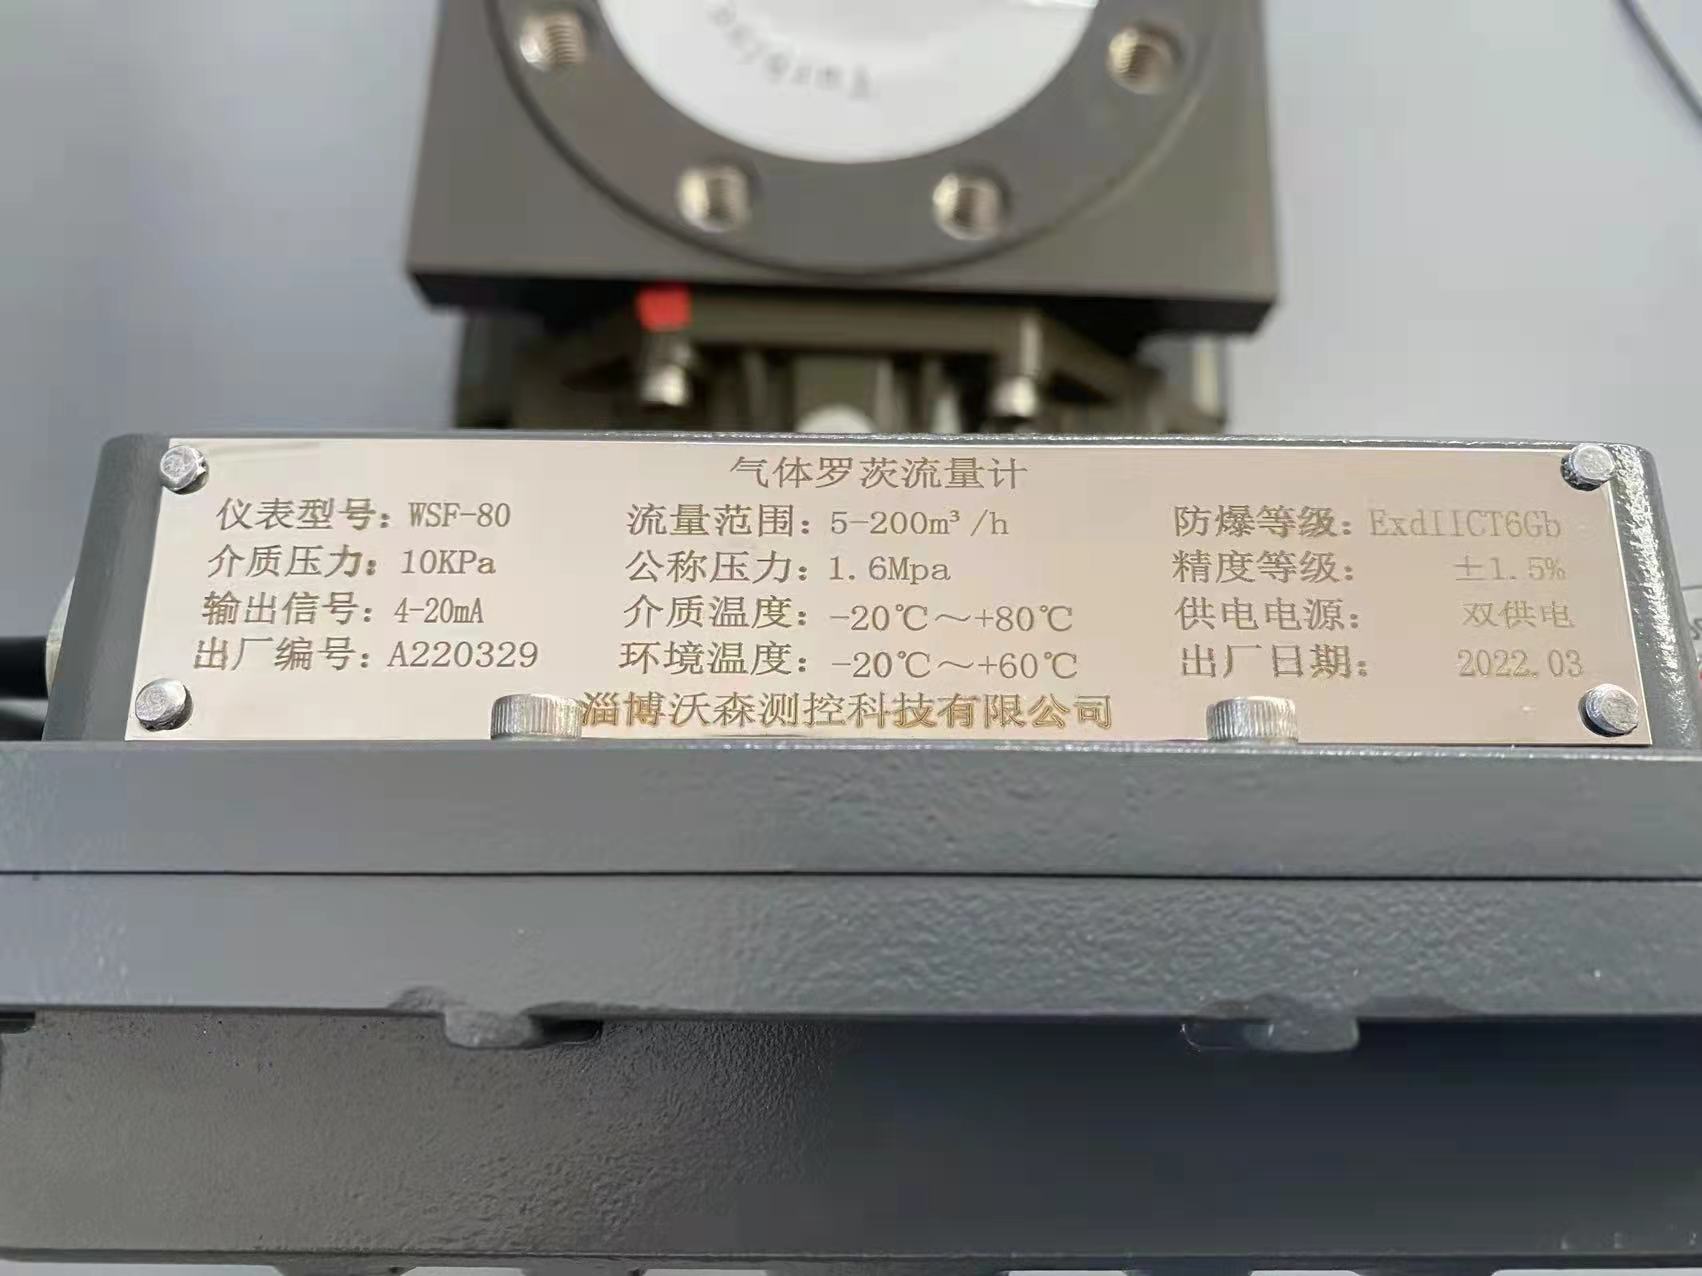 气体罗茨流量计
仪表型号: WSF-80 流量范围: 5-200m³/h 防爆等级: ExdIICT6Gb
介质压力: 10KPa 公称压力: 1.6Mpa 精度等级: ±1.5%
输出信号: 4-20mA 介质温度: -20℃～+80℃ 供电电源: 双供电
出厂编号: A220329 环境温度: -20℃～+60℃ 出厂日期: 2022.03
淄博沃森测控科技有限公司